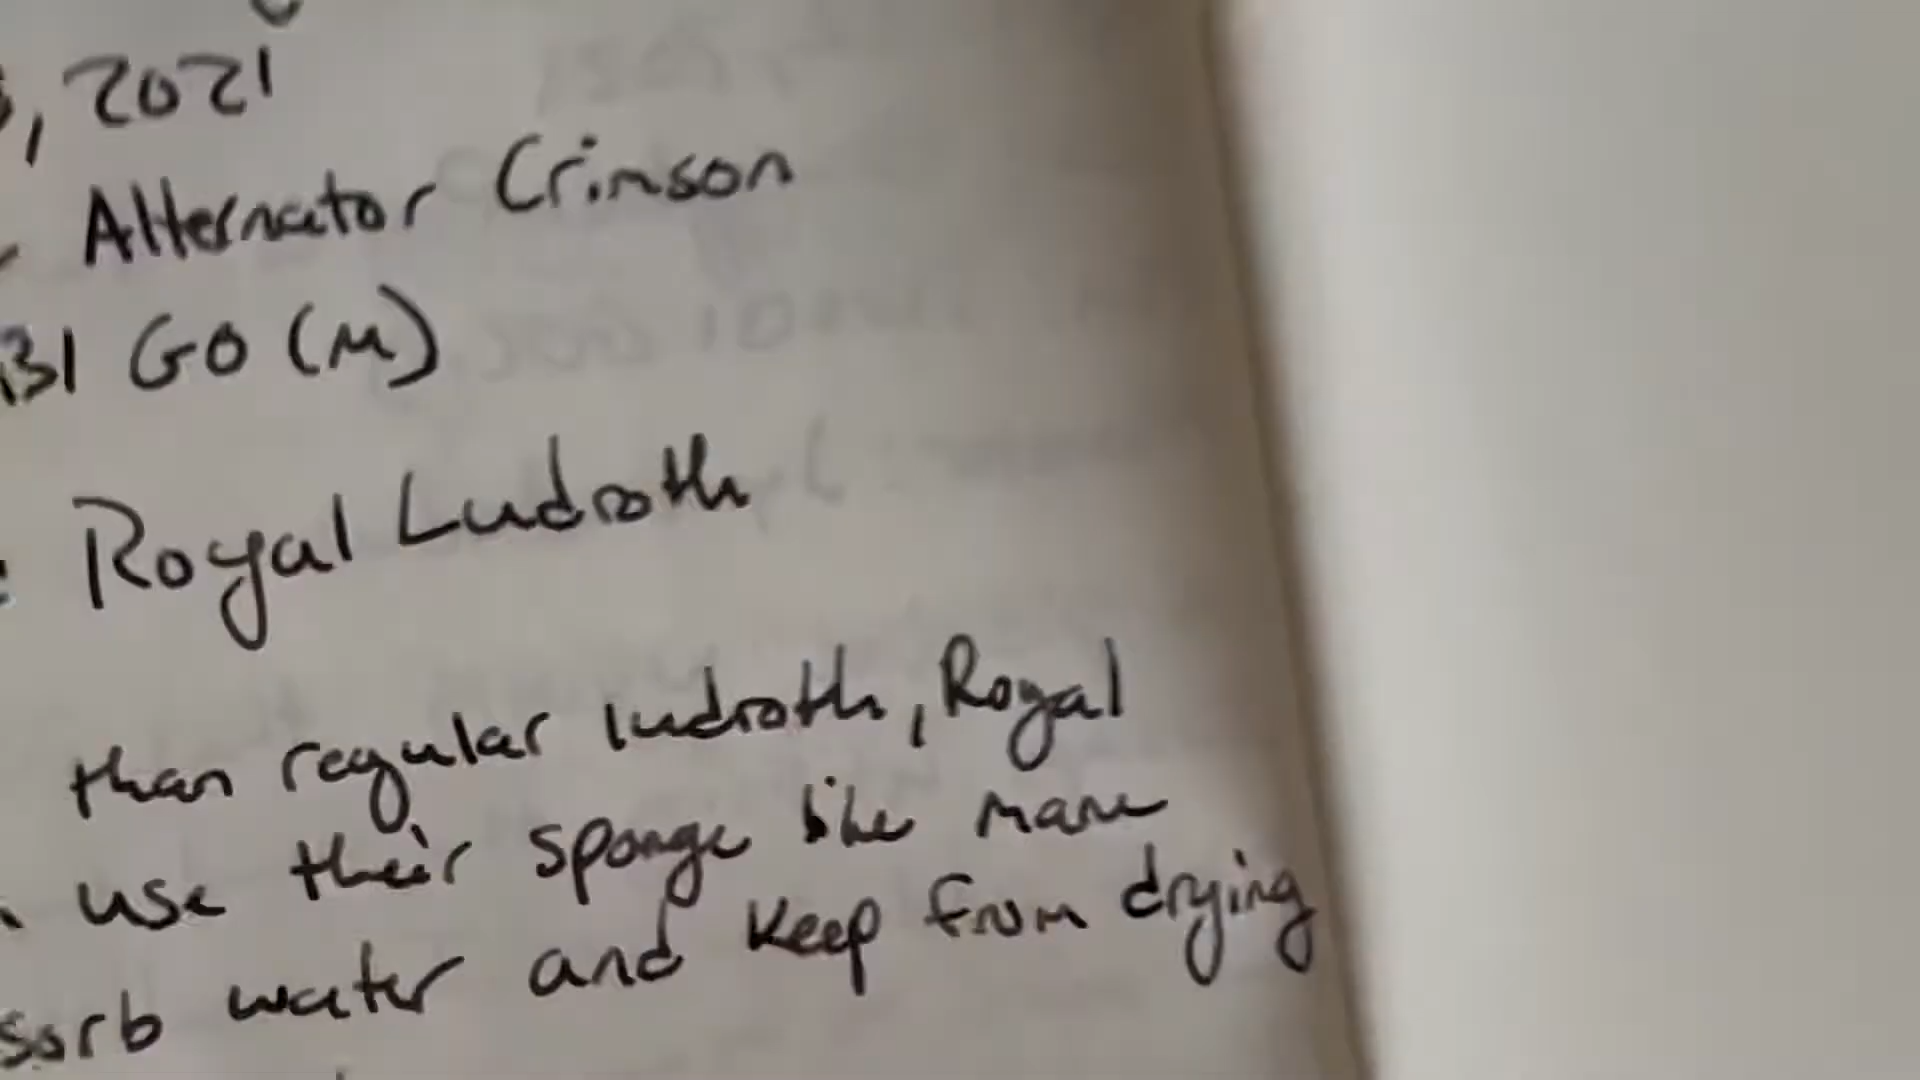 , 2021
Alternator Crimson
131 GO (M)
: Royal Ludroth
than regular ludroth, Royal
use their sponge like mane
sorb water and keep from drying